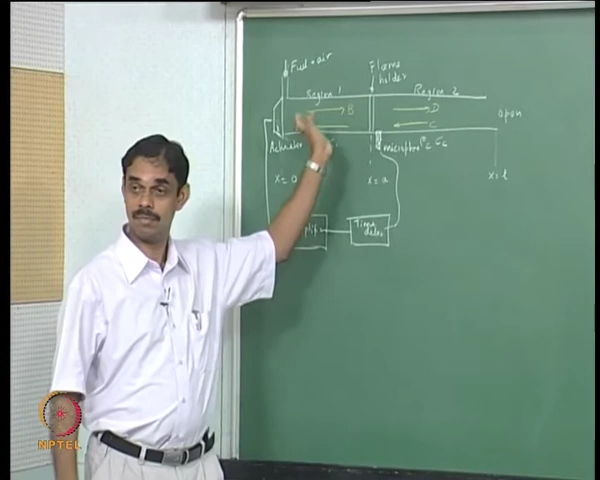 Fuel + air
Flame
holder
Region 1
Region 2
B
D
C
open
Actuator
microphone
x = 0
x = a
x = l
Time
delay
NPTEL